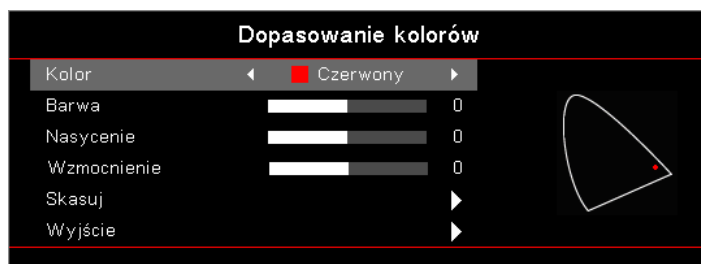 Dopasowanie kolorów
Kolor Czerwony
Barwa 0
Nasycenie 0
Wzmocnienie 0
Skasuj
Wyjście